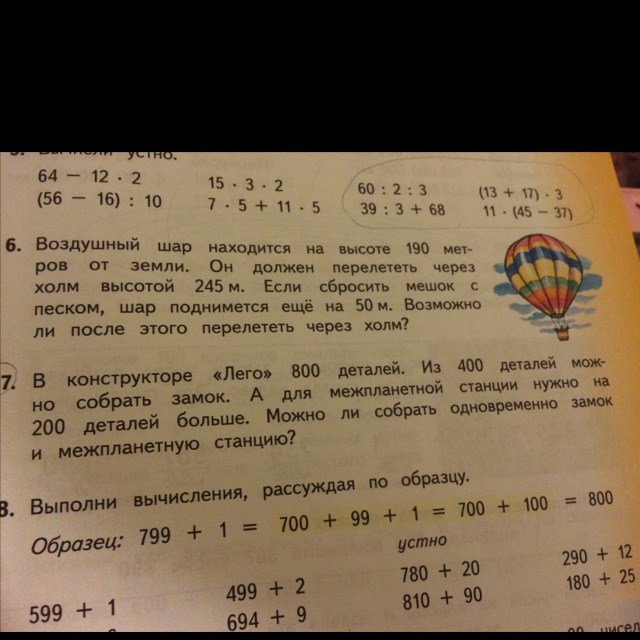 5. Вычисли устно.
64 − 12 · 2
(56 − 16) : 10
15 · 3 · 2
7 · 5 + 11 · 5
60 : 2 : 3
39 : 3 + 68
(13 + 17) · 3
11 · (45 − 37)
6. Воздушный шар находится на высоте 190 мет-
ров от земли. Он должен перелететь через
холм высотой 245 м. Если сбросить мешок с
песком, шар поднимется ещё на 50 м. Возможно
ли после этого перелететь через холм?
7. В конструкторе «Лего» 800 деталей. Из 400 деталей мож-
но собрать замок. А для межпланетной станции нужно на
200 деталей больше. Можно ли собрать одновременно замок
и межпланетную станцию?
8. Выполни вычисления, рассуждая по образцу.
Образец: 799 + 1 = 700 + 99 + 1 = 700 + 100 = 800
устно
599 + 1
499 + 2
694 + 9
780 + 20
810 + 90
290 + 12
180 + 25